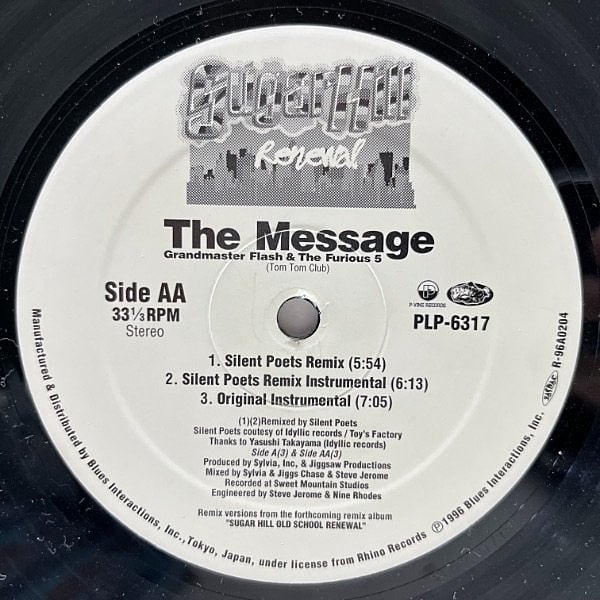 SugarHill
Renewal
The Message
Grandmaster Flash & The Furious 5
(Tom Tom Club)
Side AA
33⅓ RPM
Stereo
P-VINE RECORDS
PLP-6317
R-96A0204
1. Silent Poets Remix (5:54)
2. Silent Poets Remix Instrumental (6:13)
3. Original Instrumental (7:05)
(1)(2)Remixed by Silent Poets
Silent Poets coutesy of Idyllic records / Toy's Factory
Thanks to Yasushi Takayama (Idyllic records)
Side A(3) & Side AA(3)
Produced by Sylvia, Inc, & Jiggsaw Productions
Mixed by Sylvia & Jiggs Chase & Steve Jerome
Recorded at Sweet Mountain Studios
Engineered by Steve Jerome & Nine Rhodes
Remix versions from the forthcoming remix album
"SUGAR HILL OLD SCHOOL RENEWAL"
Manufactured & Distributed by Blues Interactions, Inc., Tokyo, Japan, under license from Rhino Records ℗1996 Blues Interactions, Inc.